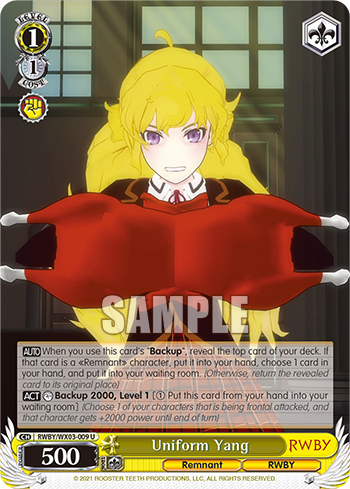 LEVEL
1
1
COST
SAMPLE
AUTO When you use this card's "Backup", reveal the top card of your deck. If
that card is a «Remnant» character, put it into your hand, choose 1 card in
your hand, and put it into your waiting room. (Otherwise, return the revealed
card to its original place)
ACT Backup 2000, Level 1 [① Put this card from your hand into your
waiting room] (Choose 1 of your characters that is being frontal attacked, and
that character gets +2000 power until end of turn)
CH RWBY/WX03-009 U
Uniform Yang
RWBY
POWER 500
Remnant RWBY
© 2021 ROOSTER TEETH PRODUCTIONS, LLC., ALL RIGHTS RESERVED.